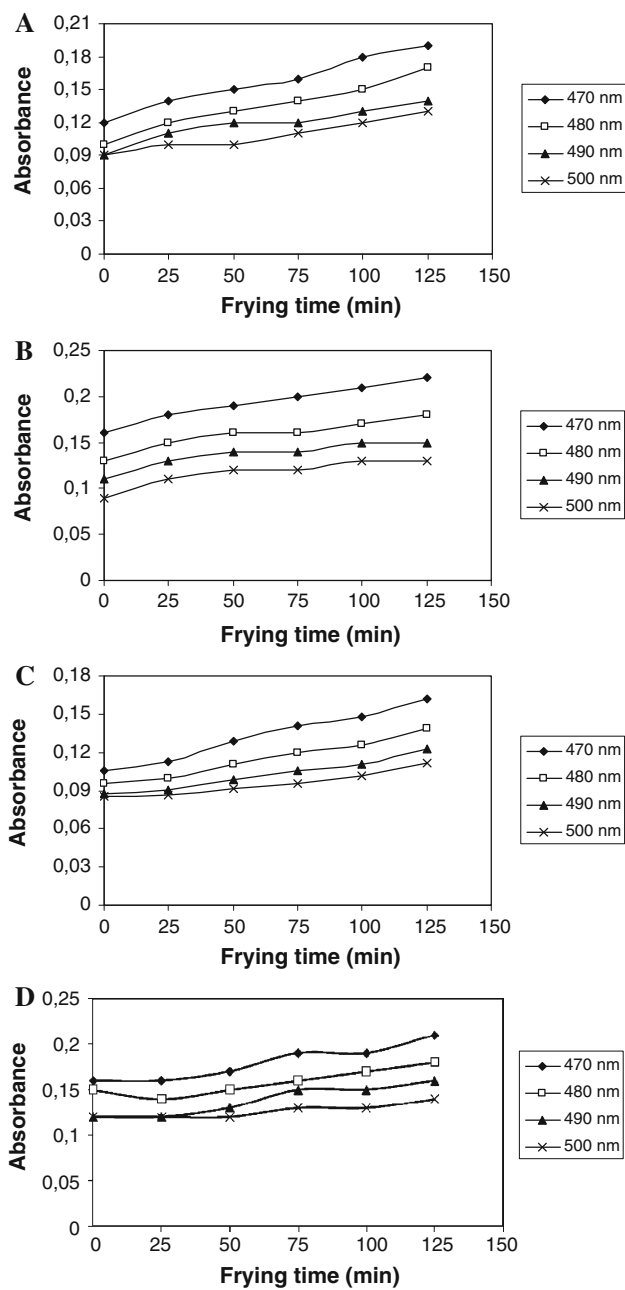 A
0,21
0,18
0,15
0,12
0,09
0,06
0,03
0
Absorbance
0 25 50 75 100 125 150
Frying time (min)
470 nm
480 nm
490 nm
500 nm
B
0,25
0,2
0,15
0,1
0,05
0
Absorbance
0 25 50 75 100 125 150
Frying time (min)
470 nm
480 nm
490 nm
500 nm
C
0,18
0,15
0,12
0,09
0,06
0,03
0
Absorbance
0 25 50 75 100 125 150
Frying time (min)
470 nm
480 nm
490 nm
500 nm
D
0,25
0,2
0,15
0,1
0,05
0
Absorbance
0 25 50 75 100 125 150
Frying time (min)
470 nm
480 nm
490 nm
500 nm